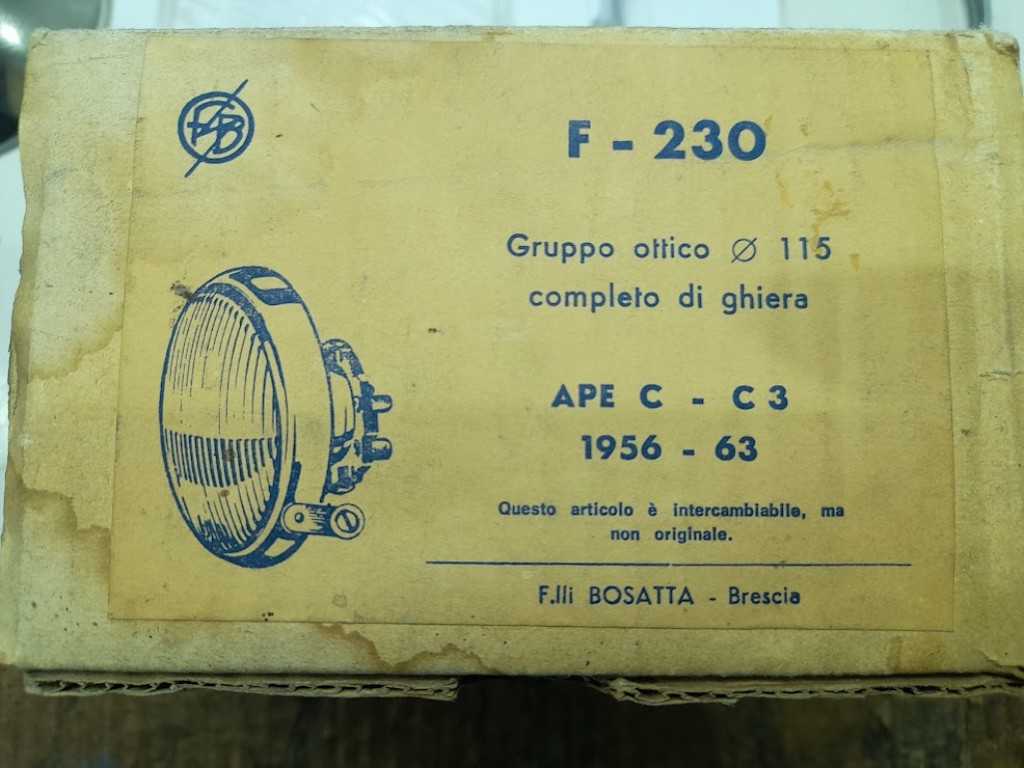 FB
F - 230
Gruppo ottico ∅ 115
completo di ghiera
APE C - C 3
1956 - 63
Questo articolo è intercambiabile, ma
non originale.
F.lli BOSATTA - Brescia